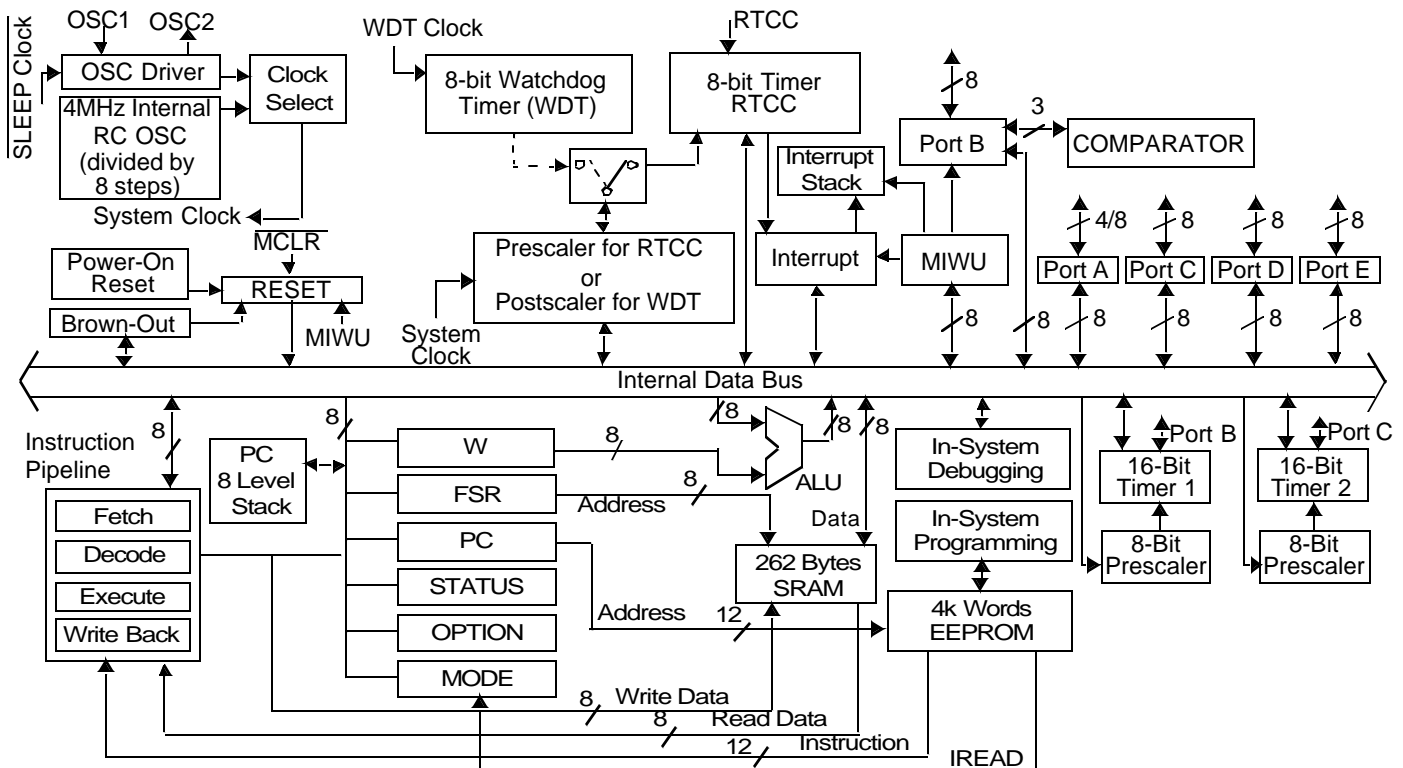 OSC1
OSC2
SLEEP Clock
OSC Driver
Clock
Select
4MHz Internal
RC OSC
(divided by
8 steps)
System Clock
WDT Clock
8-bit Watchdog
Timer (WDT)
RTCC
8-bit Timer
RTCC
8
Port B
3
COMPARATOR
Interrupt
Stack
Interrupt
MIWU
8
8
4/8
8
8
8
Port A
Port C
Port D
Port E
8
8
8
8
MCLR
Power-On
Reset
RESET
Brown-Out
MIWU
Prescaler for RTCC
or
Postscaler for WDT
System
Clock
Internal Data Bus
Instruction
Pipeline
8
Fetch
Decode
Execute
Write Back
PC
8 Level
Stack
8
W
FSR
PC
STATUS
OPTION
MODE
8
Address
8
8
ALU
8
8
Data
262 Bytes
SRAM
Address
12
4k Words
EEPROM
In-System
Debugging
In-System
Programming
Port B
16-Bit
Timer 1
8-Bit
Prescaler
Port C
16-Bit
Timer 2
8-Bit
Prescaler
8
Write Data
8
Read Data
12
Instruction
IREAD